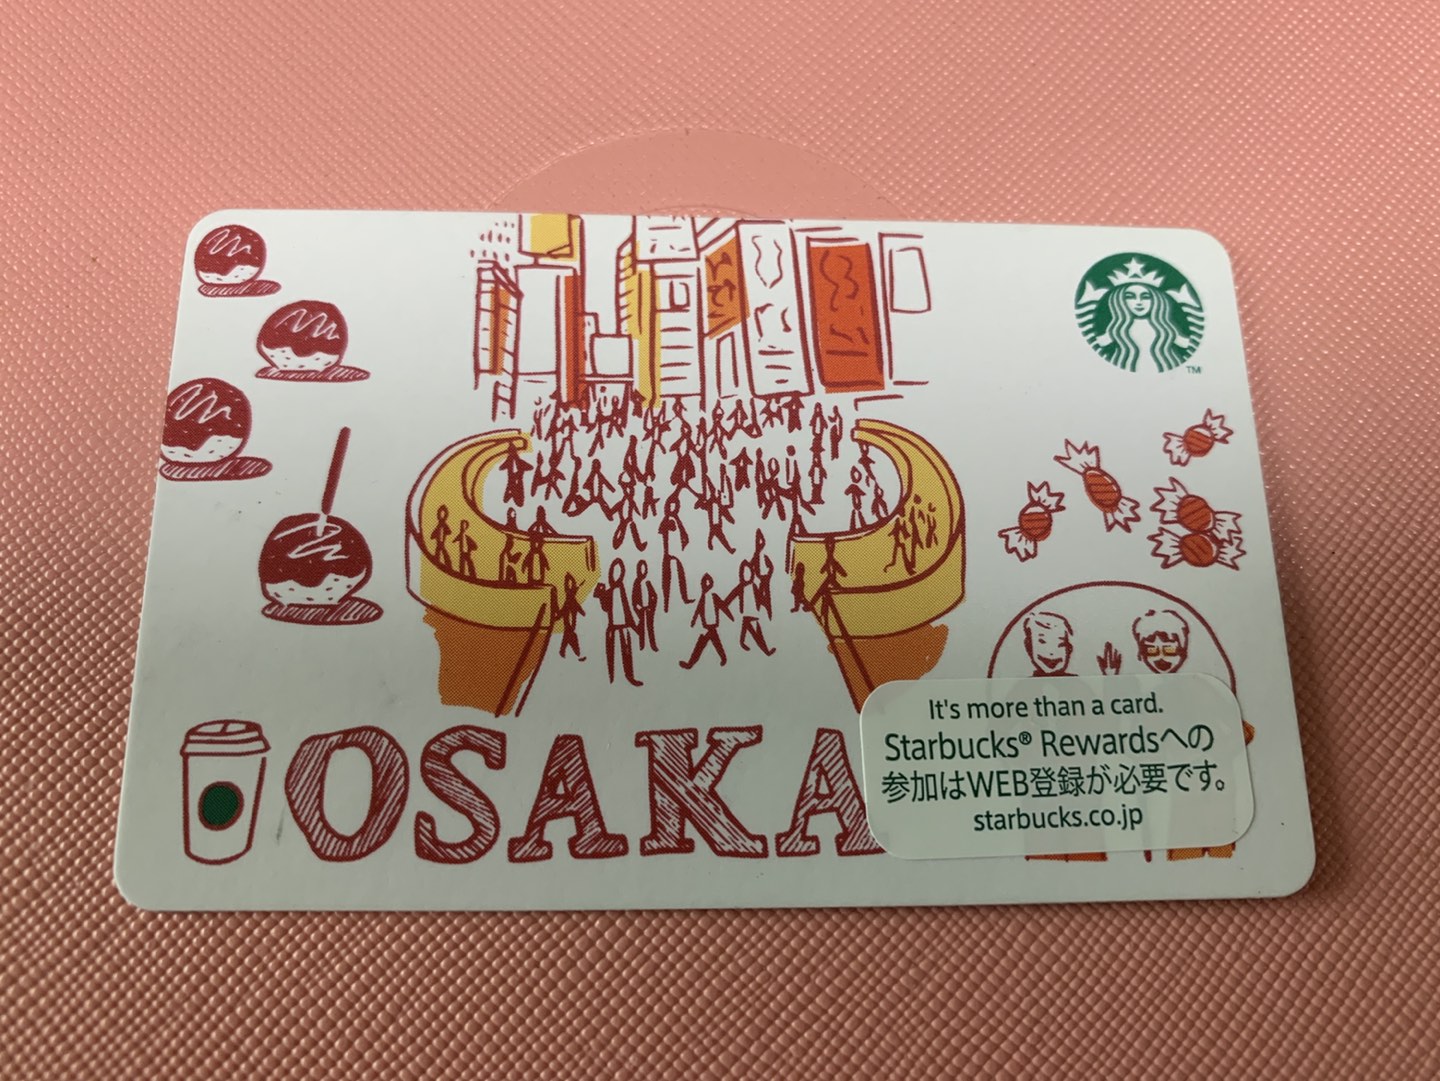 TM
OSAKA
It's more than a card.
Starbucks® Rewardsへの
参加はWEB登録が必要です。
starbucks.co.jp